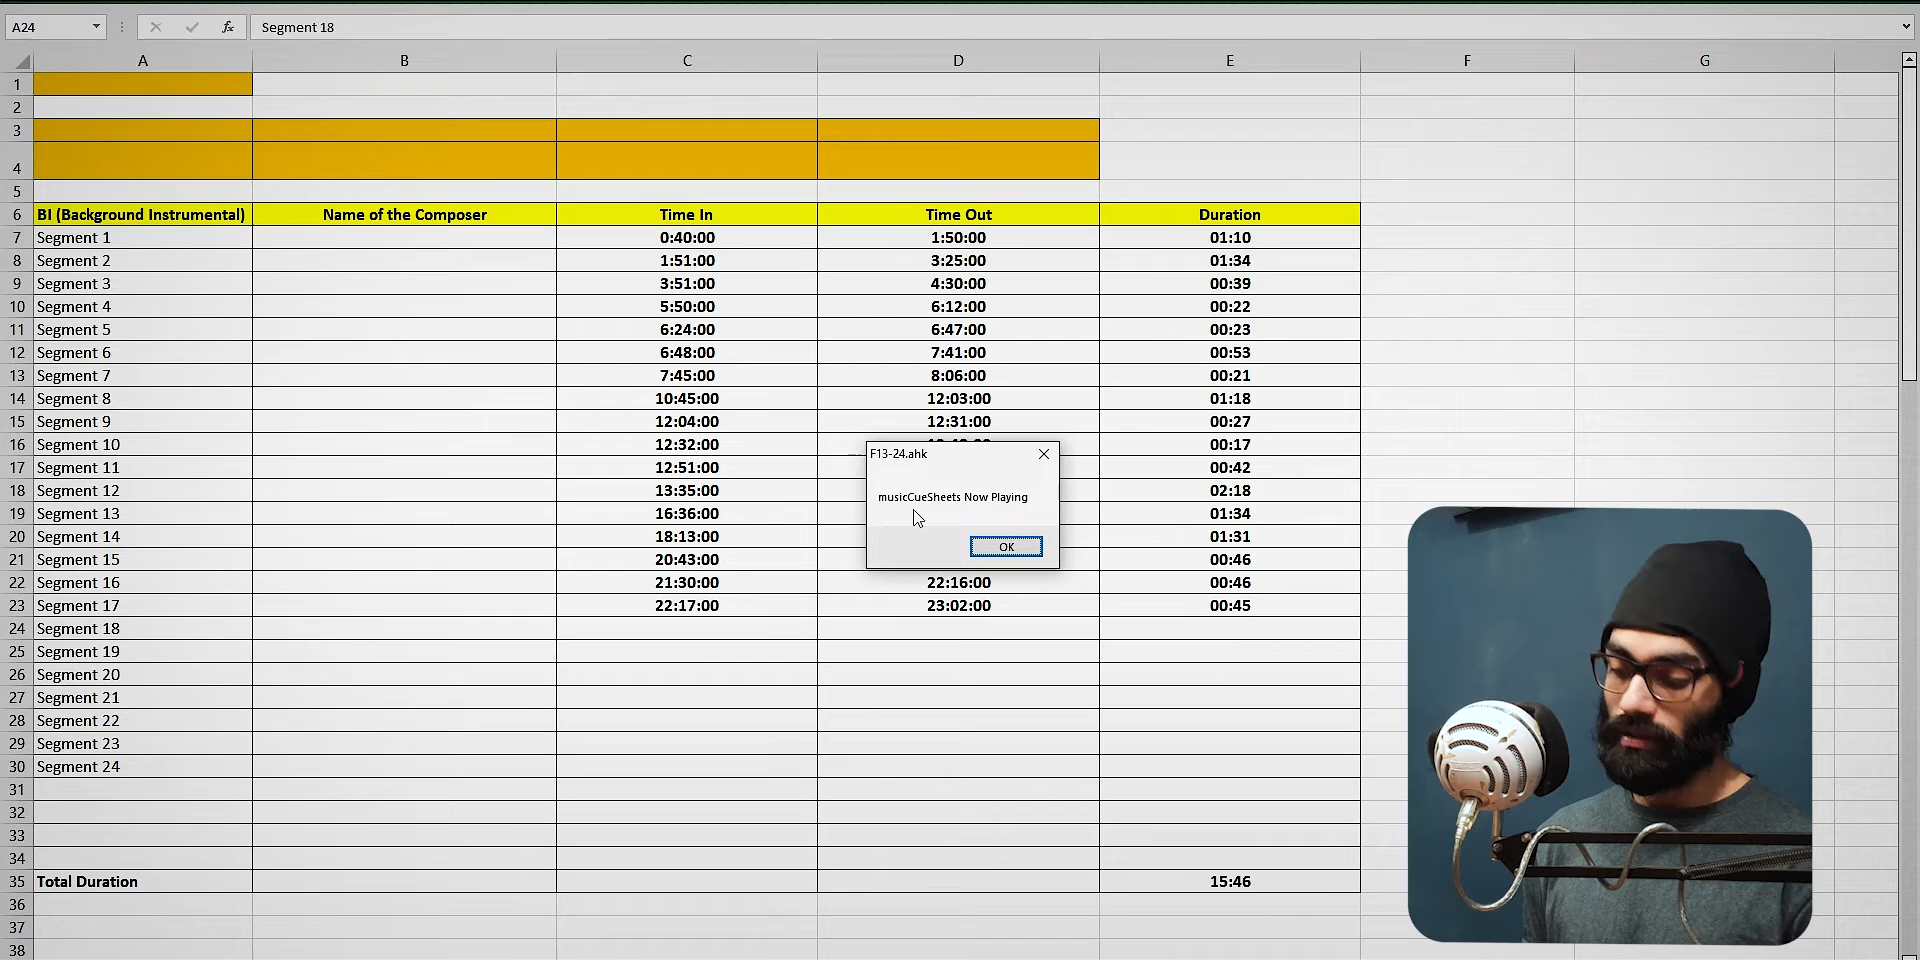 A24 fx Segment 18
A B C D E F G
1
2
3
4
5
6 BI (Background Instrumental) Name of the Composer Time In Time Out Duration
7 Segment 1 0:40:00 1:50:00 01:10
8 Segment 2 1:51:00 3:25:00 01:34
9 Segment 3 3:51:00 4:30:00 00:39
10 Segment 4 5:50:00 6:12:00 00:22
11 Segment 5 6:24:00 6:47:00 00:23
12 Segment 6 6:48:00 7:41:00 00:53
13 Segment 7 7:45:00 8:06:00 00:21
14 Segment 8 10:45:00 12:03:00 01:18
15 Segment 9 12:04:00 12:31:00 00:27
16 Segment 10 12:32:00 00:17
17 Segment 11 12:51:00 00:42
18 Segment 12 13:35:00 02:18
19 Segment 13 16:36:00 01:34
20 Segment 14 18:13:00 01:31
21 Segment 15 20:43:00 00:46
22 Segment 16 21:30:00 22:16:00 00:46
23 Segment 17 22:17:00 23:02:00 00:45
24 Segment 18
25 Segment 19
26 Segment 20
27 Segment 21
28 Segment 22
29 Segment 23
30 Segment 24
31
32
33
34
35 Total Duration 15:46
36
37
38
F13-24.ahk
musicCueSheets Now Playing
OK